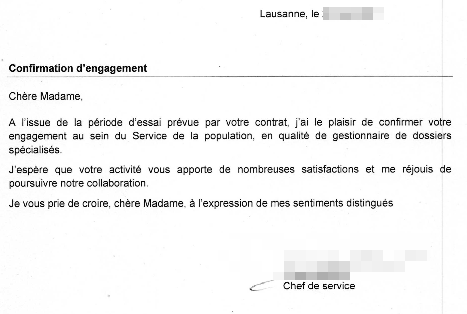 Lausanne, le
Confirmation d'engagement
Chère Madame,
A l'issue de la période d'essai prévue par votre contrat, j'ai le plaisir de confirmer votre
engagement au sein du Service de la population, en qualité de gestionnaire de dossiers
spécialisés.
J'espère que votre activité vous apporte de nombreuses satisfactions et me réjouis de
poursuivre notre collaboration.
Je vous prie de croire, chère Madame, à l'expression de mes sentiments distingués
Chef de service